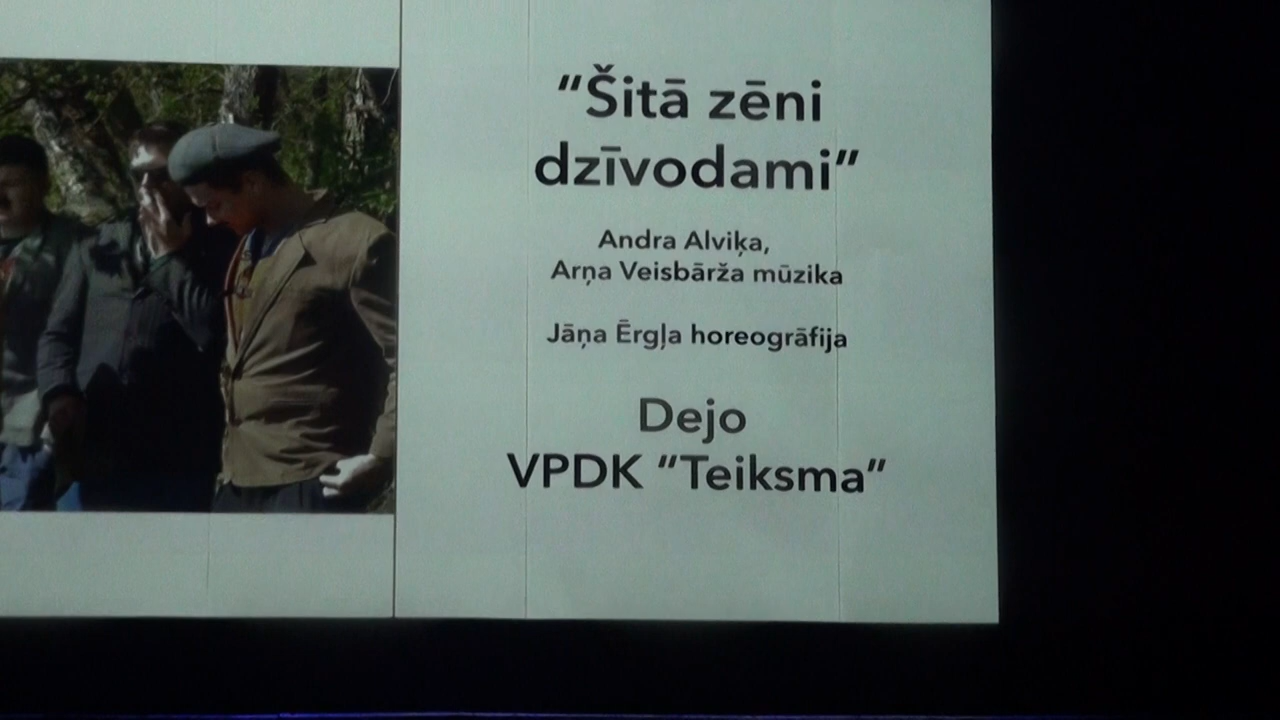 “Šitā zēni
dzīvodami”
Andra Alviķa,
Arņa Veisbārža mūzika
Jāņa Ērgļa horeogrāfija
Dejo
VPDK “Teiksma”